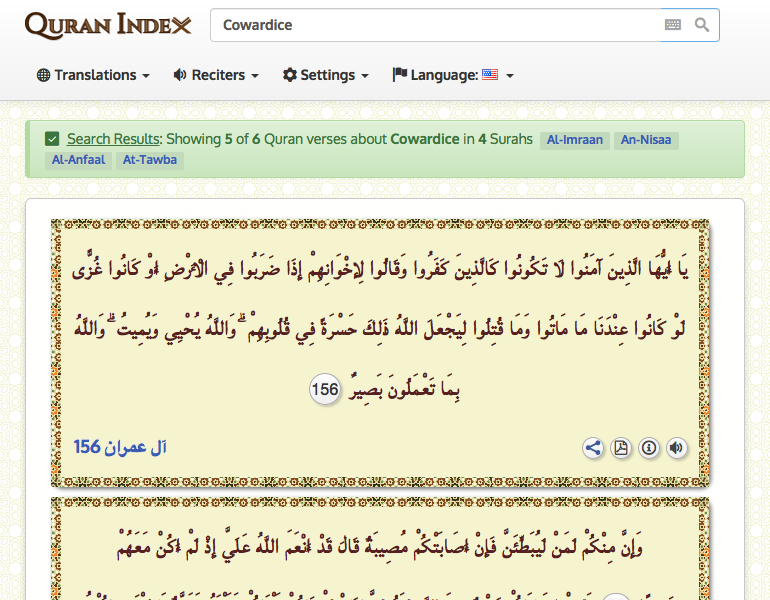 QURAN INDEX
Cowardice
Translations
Reciters
Settings
Language:
Search Results: Showing 5 of 6 Quran verses about Cowardice in 4 Surahs Al-Imraan An-Nisaa
Al-Anfaal At-Tawba
يَا أَيُّهَا الَّذِينَ آمَنُوا لَا تَكُونُوا كَالَّذِينَ كَفَرُوا وَقَالُوا لِإِخْوَانِهِمْ إِذَا ضَرَبُوا فِي الْأَرْضِ أَوْ كَانُوا غُزًّى
لَوْ كَانُوا عِنْدَنَا مَا مَاتُوا وَمَا قُتِلُوا لِيَجْعَلَ اللَّهُ ذَلِكَ حَسْرَةً فِي قُلُوبِهِمْ ۗ وَاللَّهُ يُحْيِي وَيُمِيتُ ۗ وَاللَّهُ
بِمَا تَعْمَلُونَ بَصِيرٌ 156
آل عمران 156
وَإِنَّ مِنْكُمْ لَمَنْ لَيُبَطِّئَنَّ فَإِنْ أَصَابَتْكُمْ مُصِيبَةٌ قَالَ قَدْ أَنْعَمَ اللَّهُ عَلَيَّ إِذْ لَمْ أَكُنْ مَعَهُمْ